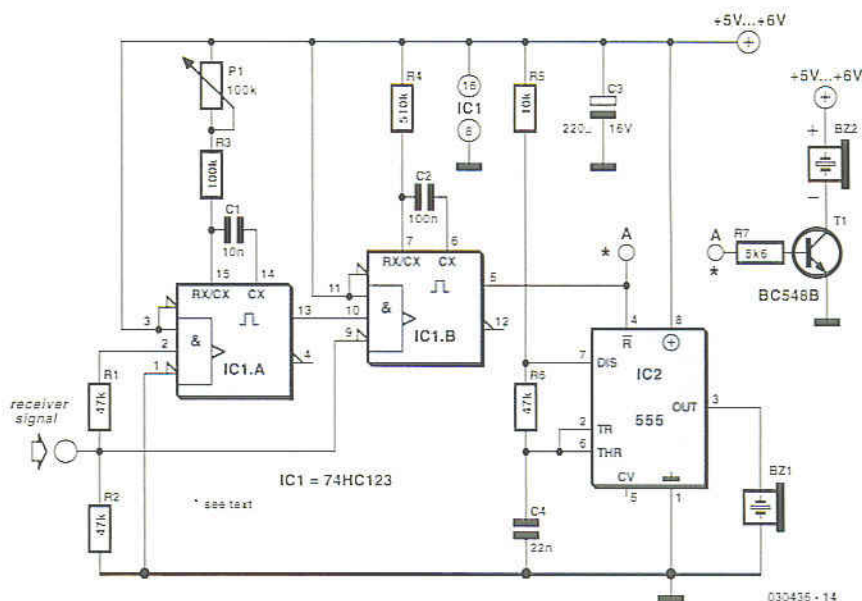 +5V...+6V
P1
100k
R4
510k
16
IC1
8
R5
10k
C3
220
16V
+5V...+6V
+
BZ2
-
R3
100k
C1
10n
C2
100n
A
*
A
*
R7
5k6
T1
BC548B
15
14
RX/CX
CX
7
6
RX/CX
CX
3
&
2
1
IC1.A
13
4
11
&
10
9
IC1.B
5
12
4
8
R
7
DIS
IC2
555
OUT
3
2
TR
6
THR
CV
5
1
R1
47k
receiver
signal
R2
47k
IC1 = 74HC123
* see text
R6
47k
C4
22n
BZ1
030436 - 14